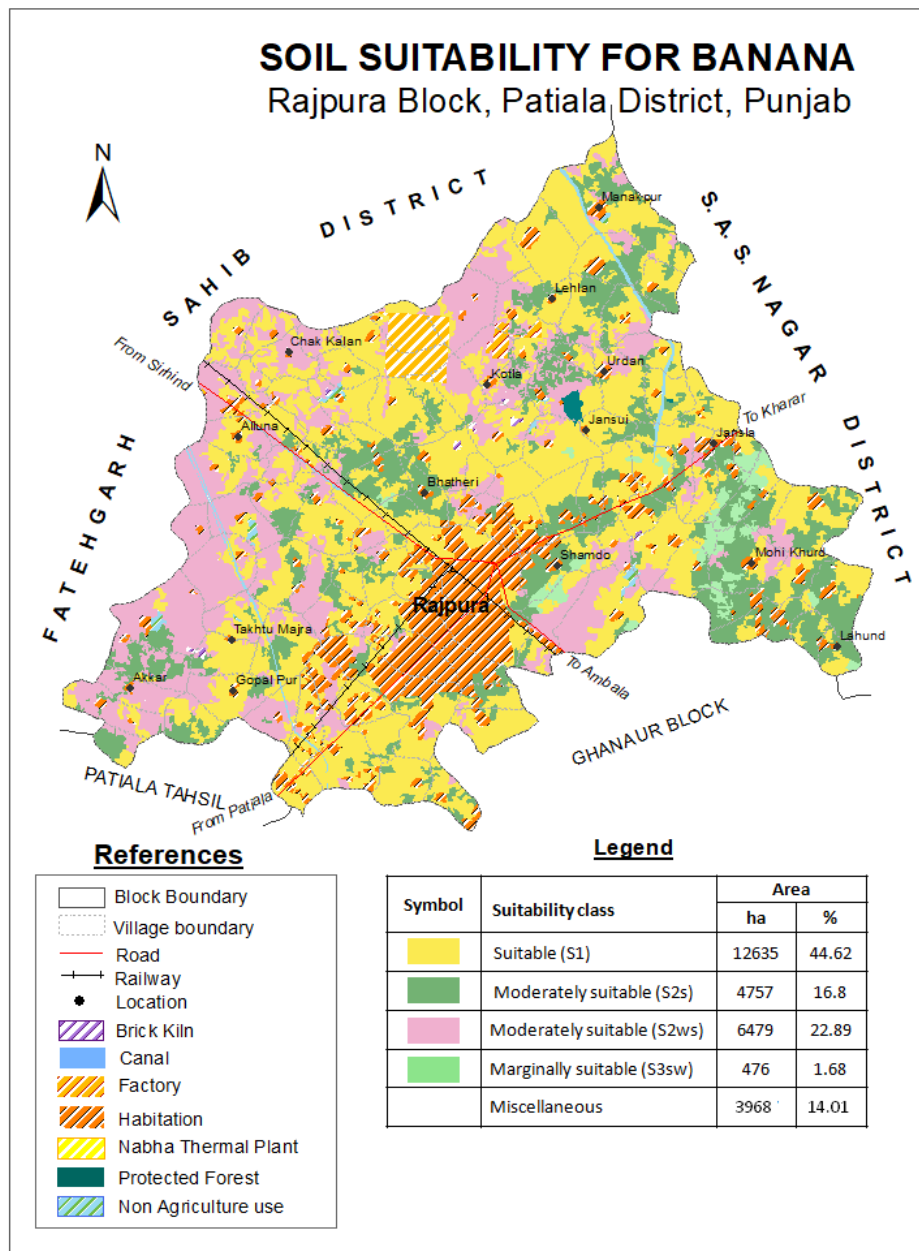 SOIL SUITABILITY FOR BANANA
Rajpura Block, Patiala District, Punjab
N
FATEHGARH SAHIB DISTRICT
S.A.S. NAGAR DISTRICT
Manakpur
Lehlan
Chak Kalan
Urdan
Kotla
From Sirhind
To Kharar
Jansui
Alluna
Jansla
Bhatheri
Shamdo
Mohi Khurd
Rajpura
Takhtu Majra
Lahund
To Ambala
Akkar
Gopal Pur
GHANAUR BLOCK
PATIALA TAHSIL
From Patiala
References
Block Boundary
Village boundary
Road
Railway
Location
Brick Kiln
Canal
Factory
Habitation
Nabha Thermal Plant
Protected Forest
Non Agriculture use
Legend
Symbol Suitability class Area
ha %
Suitable (S1) 12635 44.62
Moderately suitable (S2s) 4757 16.8
Moderately suitable (S2ws) 6479 22.89
Marginally suitable (S3sw) 476 1.68
Miscellaneous 3968 14.01